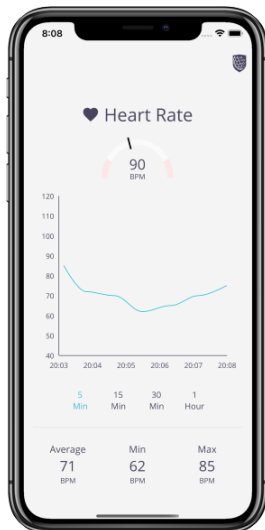 8:08
Heart Rate
90
BPM
120
110
100
90
80
70
60
50
40
20:03 20:04 20:05 20:06 20:07 20:08
5 15 30 1
Min Min Min Hour
Average Min Max
71 62 85
BPM BPM BPM